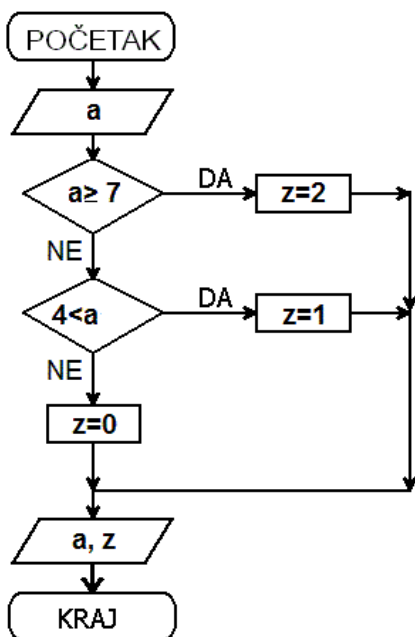 POČETAK
a
a≥ 7
DA
z=2
NE
4<a
DA
z=1
NE
z=0
a, z
KRAJ